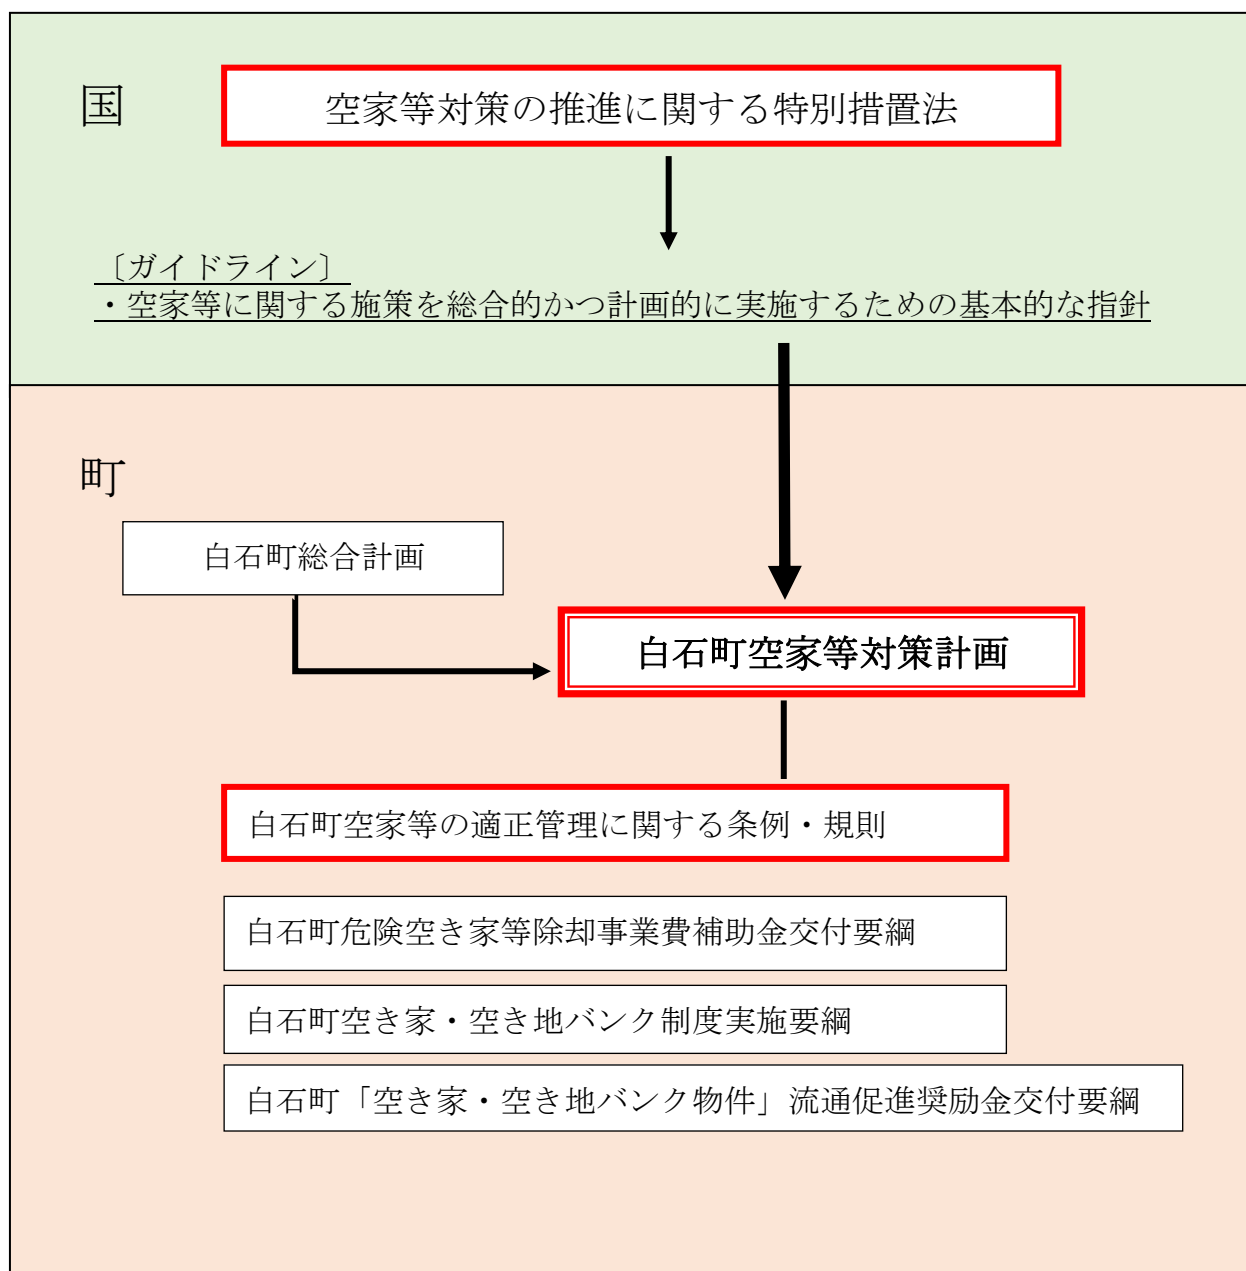 国
空家等対策の推進に関する特別措置法
〔ガイドライン〕
・空家等に関する施策を総合的かつ計画的に実施するための基本的な指針
町
白石町総合計画
白石町空家等対策計画
白石町空家等の適正管理に関する条例・規則
白石町危険空き家等除却事業費補助金交付要綱
白石町空き家・空き地バンク制度実施要綱
白石町「空き家・空き地バンク物件」流通促進奨励金交付要綱